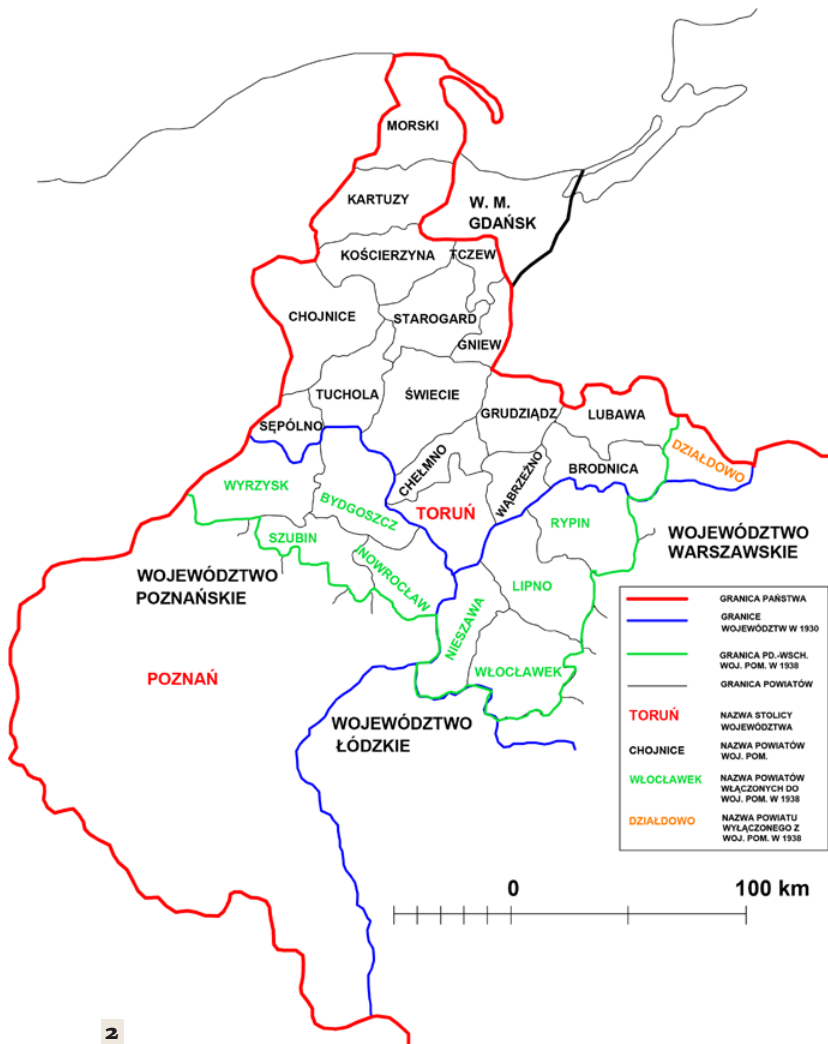 MORSKI
KARTUZY
W. M.
GDAŃSK
KOŚCIERZYNA
TCZEW
CHOJNICE
STAROGARD
GNIEW
TUCHOLA
ŚWIECIE
SĘPÓLNO
GRUDZIĄDZ
LUBAWA
CHEŁMNO
WĄBRZEŹNO
BRODNICA
DZIAŁDOWO
WYRZYSK
BYDGOSZCZ
TORUŃ
RYPIN
SZUBIN
NOWROCŁAW
LIPNO
NIESZAWA
WŁOCŁAWEK
WOJEWÓDZTWO
WARSZAWSKIE
WOJEWÓDZTWO
POZNAŃSKIE
POZNAŃ
WOJEWÓDZTWO
ŁÓDZKIE
GRANICA PAŃSTWA
GRANICE
WOJEWÓDZTW W 1930
GRANICA PD.-WSCH.
WOJ. POM. W 1938
GRANICA POWIATÓW
TORUŃ
NAZWA STOLICY
WOJEWÓDZTWA
CHOJNICE
NAZWA POWIATÓW
WOJ. POM.
WŁOCŁAWEK
NAZWA POWIATÓW
WŁĄCZONYCH DO
WOJ. POM. W 1938
DZIAŁDOWO
NAZWA POWIATU
WYŁĄCZONEGO Z
WOJ. POM. W 1938
0
100 km
2